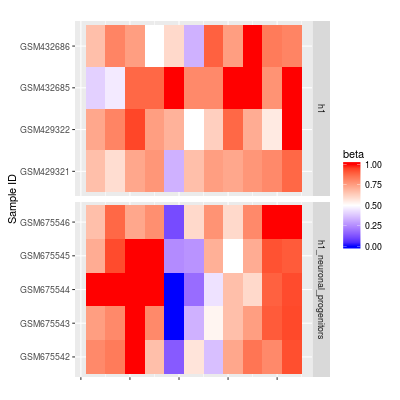 Sample ID
GSM432686
GSM432685
GSM429322
GSM429321
h1
GSM675546
GSM675545
GSM675544
GSM675543
GSM675542
h1_neuronal_progenitors
beta
1.00
0.75
0.50
0.25
0.00